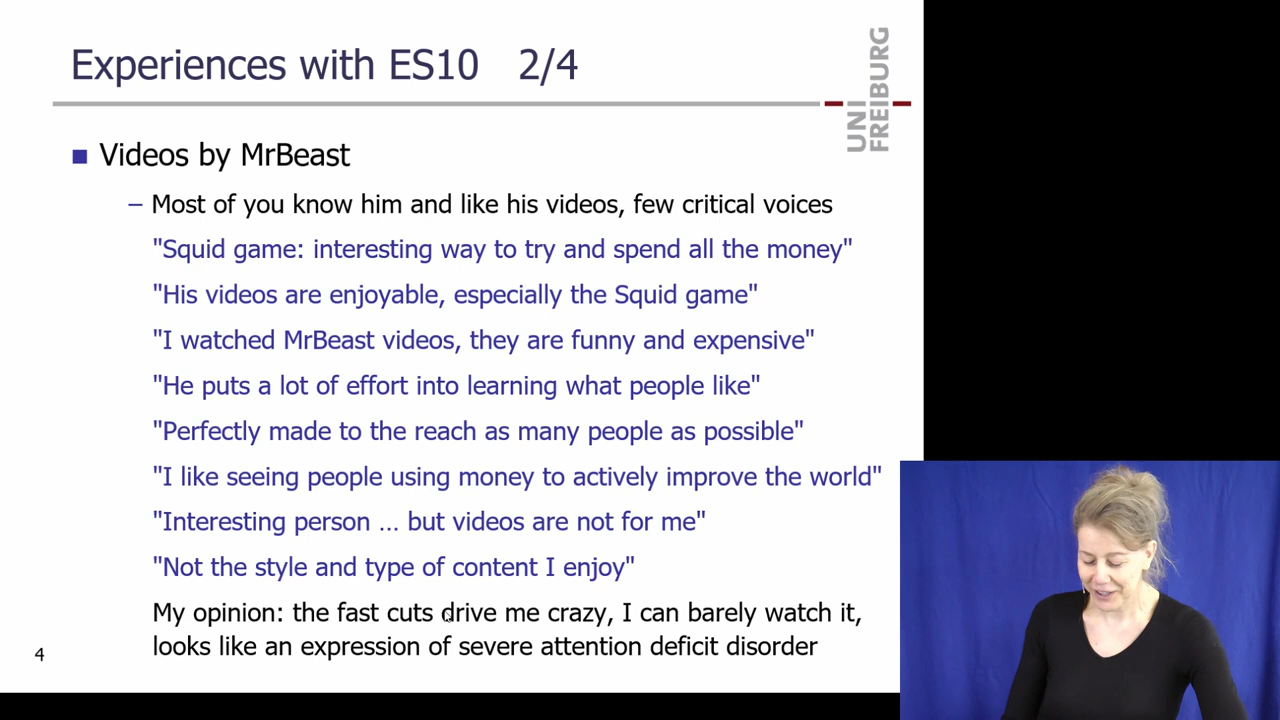 Experiences with ES10 2/4
UNI
FREIBURG
Videos by MrBeast
– Most of you know him and like his videos, few critical voices
"Squid game: interesting way to try and spend all the money"
"His videos are enjoyable, especially the Squid game"
"I watched MrBeast videos, they are funny and expensive"
"He puts a lot of effort into learning what people like"
"Perfectly made to the reach as many people as possible"
"I like seeing people using money to actively improve the world"
"Interesting person … but videos are not for me"
"Not the style and type of content I enjoy"
My opinion: the fast cuts drive me crazy, I can barely watch it,
looks like an expression of severe attention deficit disorder
4